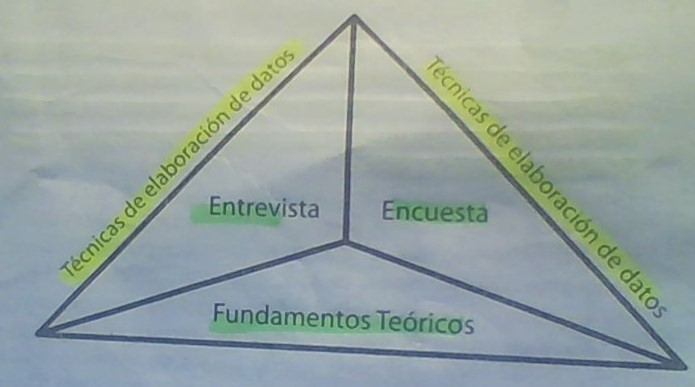 Técnicas de elaboración de datos
Técnicas de elaboración de datos
Entrevista
Encuesta
Fundamentos Teóricos